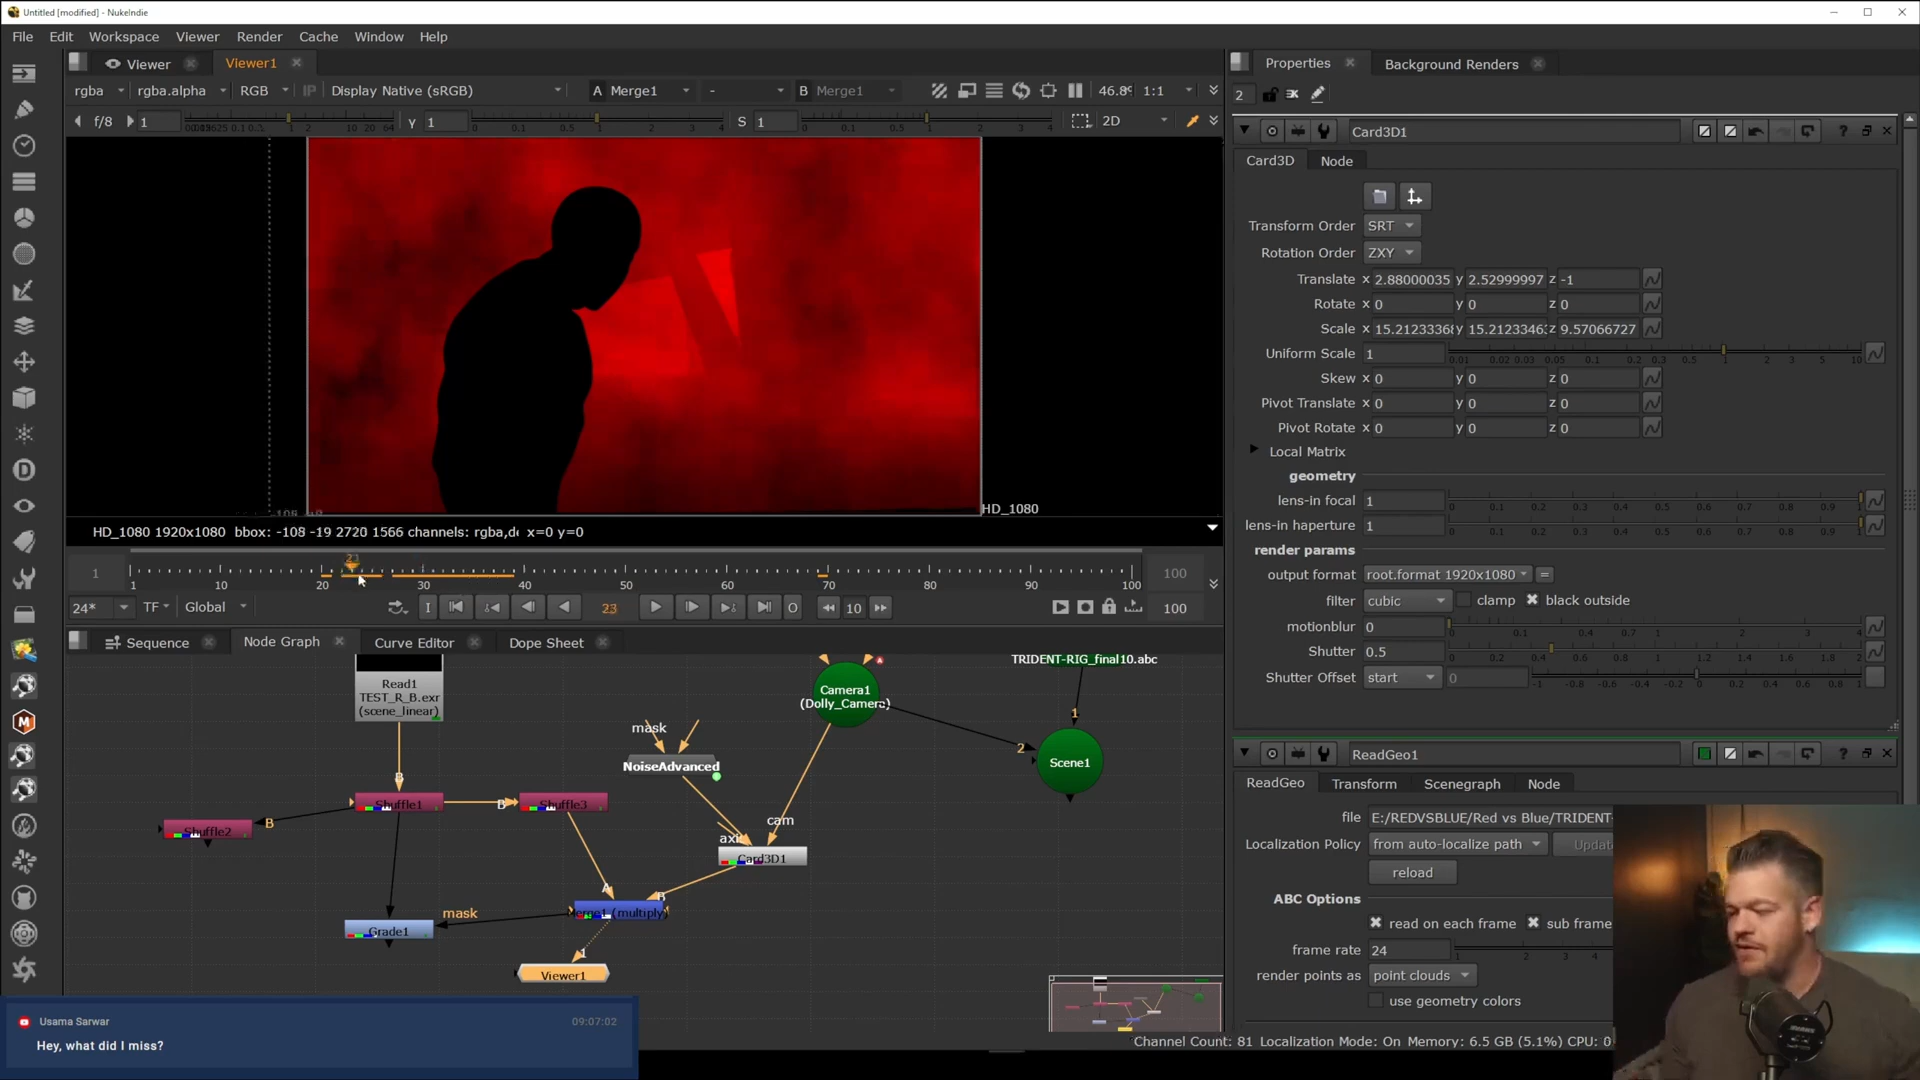 Untitled [modified] - NukeIndie
File Edit Workspace Viewer Render Cache Window Help
Viewer Viewer1
rgba rgba.alpha RGB IP Display Native (sRGB) A Merge1 - B Merge1 1:1
f/8 1 γ 1 S 1 2D
HD_1080
HD_1080 1920x1080 bbox: -108 -19 2720 1566 channels: rgba,d x=0 y=0
1 100
1 10 20 30 40 50 60 70 80 90 100
24* TF Global I 23 O 10 100
Sequence Node Graph Curve Editor Dope Sheet
Read1
TEST_R_B.exr
(scene_linear)
B
Shuffle1
B
Shuffle3
B
Shuffle2
mask
NoiseAdvanced
Camera1
(Dolly_Camera)
TRIDENT-RIG_final10.abc
1
2
Scene1
cam
axi
Card3D1
A
B
Merge1 (multiply)
mask
Grade1
1
Viewer1
Usama Sarwar 09:07:02
Hey, what did I miss?
Properties Background Renders
2
Card3D1
Card3D Node
Transform Order SRT
Rotation Order ZXY
Translate x 2.88000035 y 2.52999997 z -1
Rotate x 0 y 0 z 0
Scale x 15.2123336 y 15.2123346 z 9.57066727
Uniform Scale 1
Skew x 0 y 0 z 0
Pivot Translate x 0 y 0 z 0
Pivot Rotate x 0 y 0 z 0
Local Matrix
geometry
lens-in focal 1
lens-in haperture 1
render params
output format root.format 1920x1080 =
filter cubic clamp black outside
motionblur 0
Shutter 0.5
Shutter Offset start 0
ReadGeo1
ReadGeo Transform Scenegraph Node
file E:/REDVSBLUE/Red vs Blue/TRIDENT-
Localization Policy from auto-localize path Updat
reload
ABC Options
read on each frame sub frame
frame rate 24
render points as point clouds
use geometry colors
Channel Count: 81 Localization Mode: On Memory: 6.5 GB (5.1%) CPU: 0